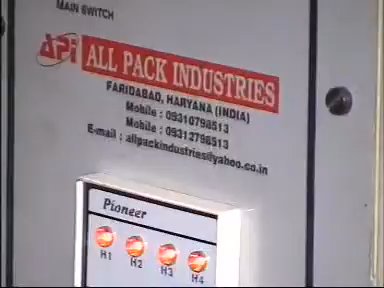 MAIN SWITCH
APi ALL PACK INDUSTRIES
FARIDABAD, HARYANA (INDIA)
Mobile : 09310798513
Mobile : 09312798513
E-mail : allpackindustries@yahoo.co.in
Pioneer
H1 H2 H3 H4